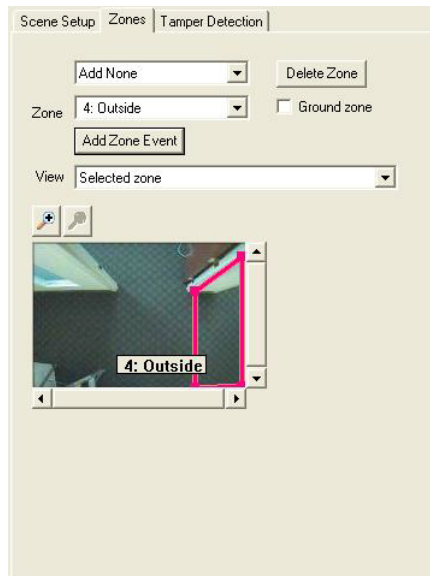 Scene Setup Zones Tamper Detection
Add None Delete Zone
Zone 4: Outside Ground zone
Add Zone Event
View Selected zone
4: Outside